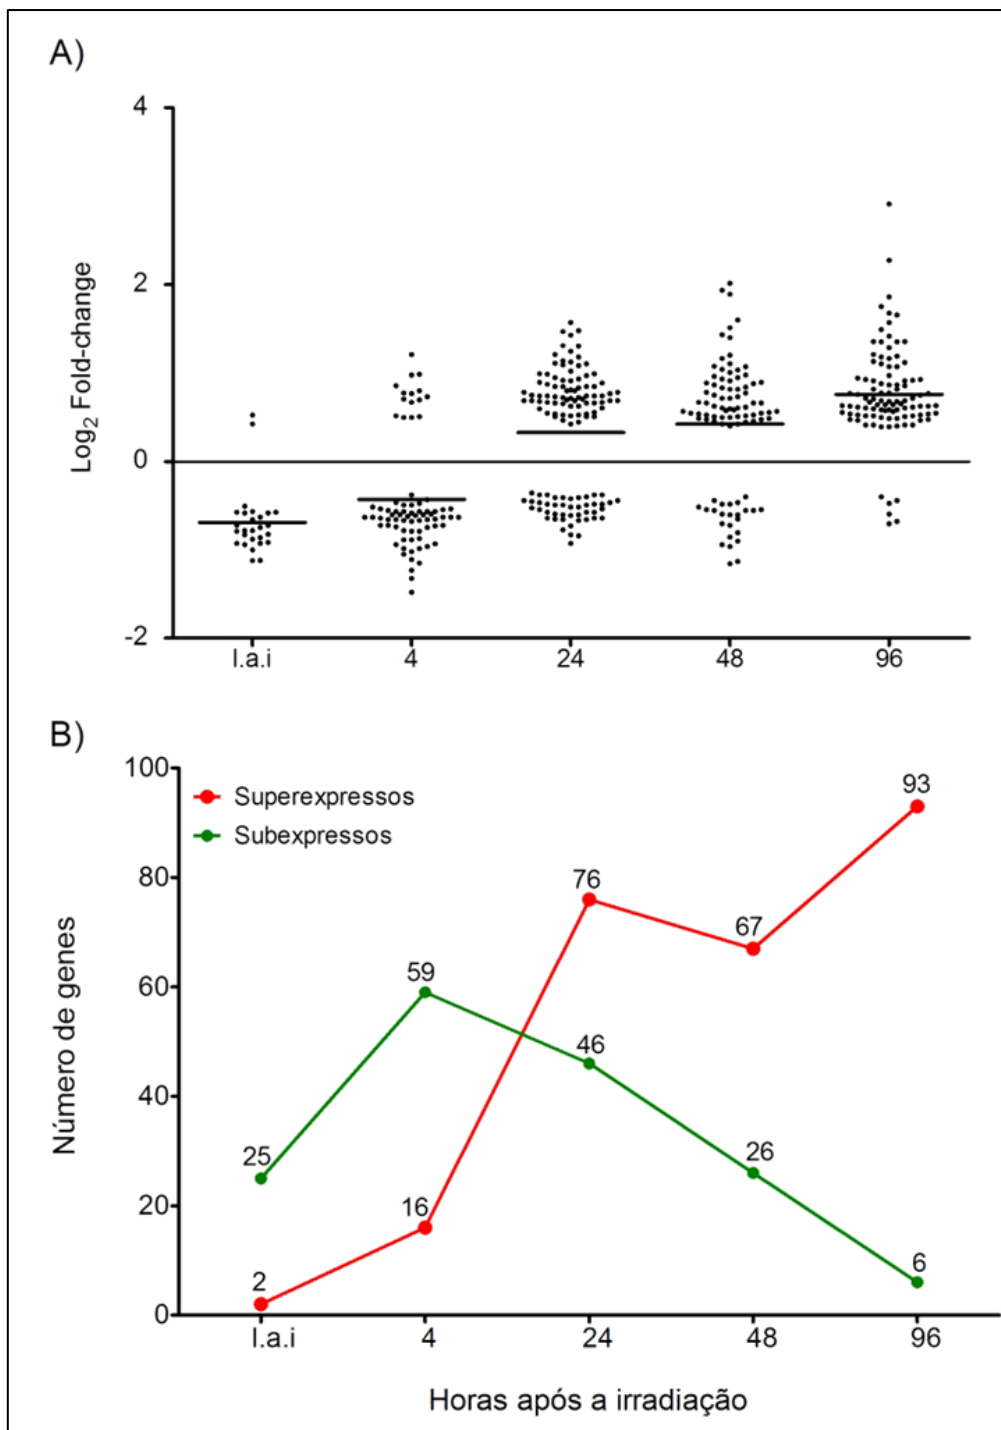 A)
4
2
0
-2
Log2 Fold-change
I.a.i 4 24 48 96
B)
100
80
60
40
20
0
Número de genes
Superexpressos
Subexpressos
25 59 46 26 6
2 16 76 67 93
I.a.i 4 24 48 96
Horas após a irradiação